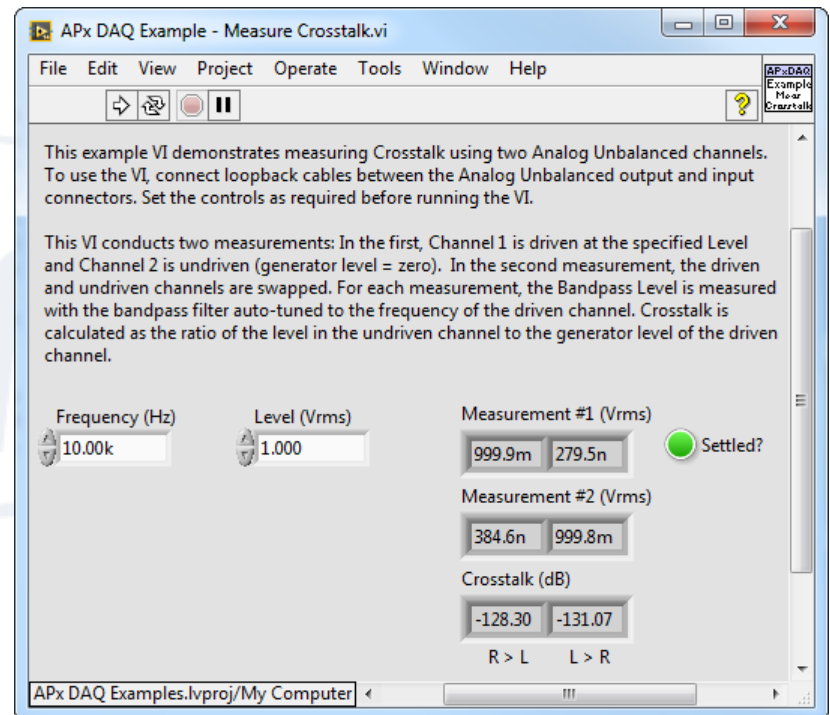 APx DAQ Example - Measure Crosstalk.vi
File Edit View Project Operate Tools Window Help
APxDAQ
Example
Meas
Crosstalk
This example VI demonstrates measuring Crosstalk using two Analog Unbalanced channels.
To use the VI, connect loopback cables between the Analog Unbalanced output and input
connectors. Set the controls as required before running the VI.
This VI conducts two measurements: In the first, Channel 1 is driven at the specified Level
and Channel 2 is undriven (generator level = zero). In the second measurement, the driven
and undriven channels are swapped. For each measurement, the Bandpass Level is measured
with the bandpass filter auto-tuned to the frequency of the driven channel. Crosstalk is
calculated as the ratio of the level in the undriven channel to the generator level of the driven
channel.
Frequency (Hz) Level (Vrms) Measurement #1 (Vrms)
10.00k 1.000 999.9m 279.5n Settled?
Measurement #2 (Vrms)
384.6n 999.8m
Crosstalk (dB)
-128.30 -131.07
R > L L > R
APx DAQ Examples.lvproj/My Computer